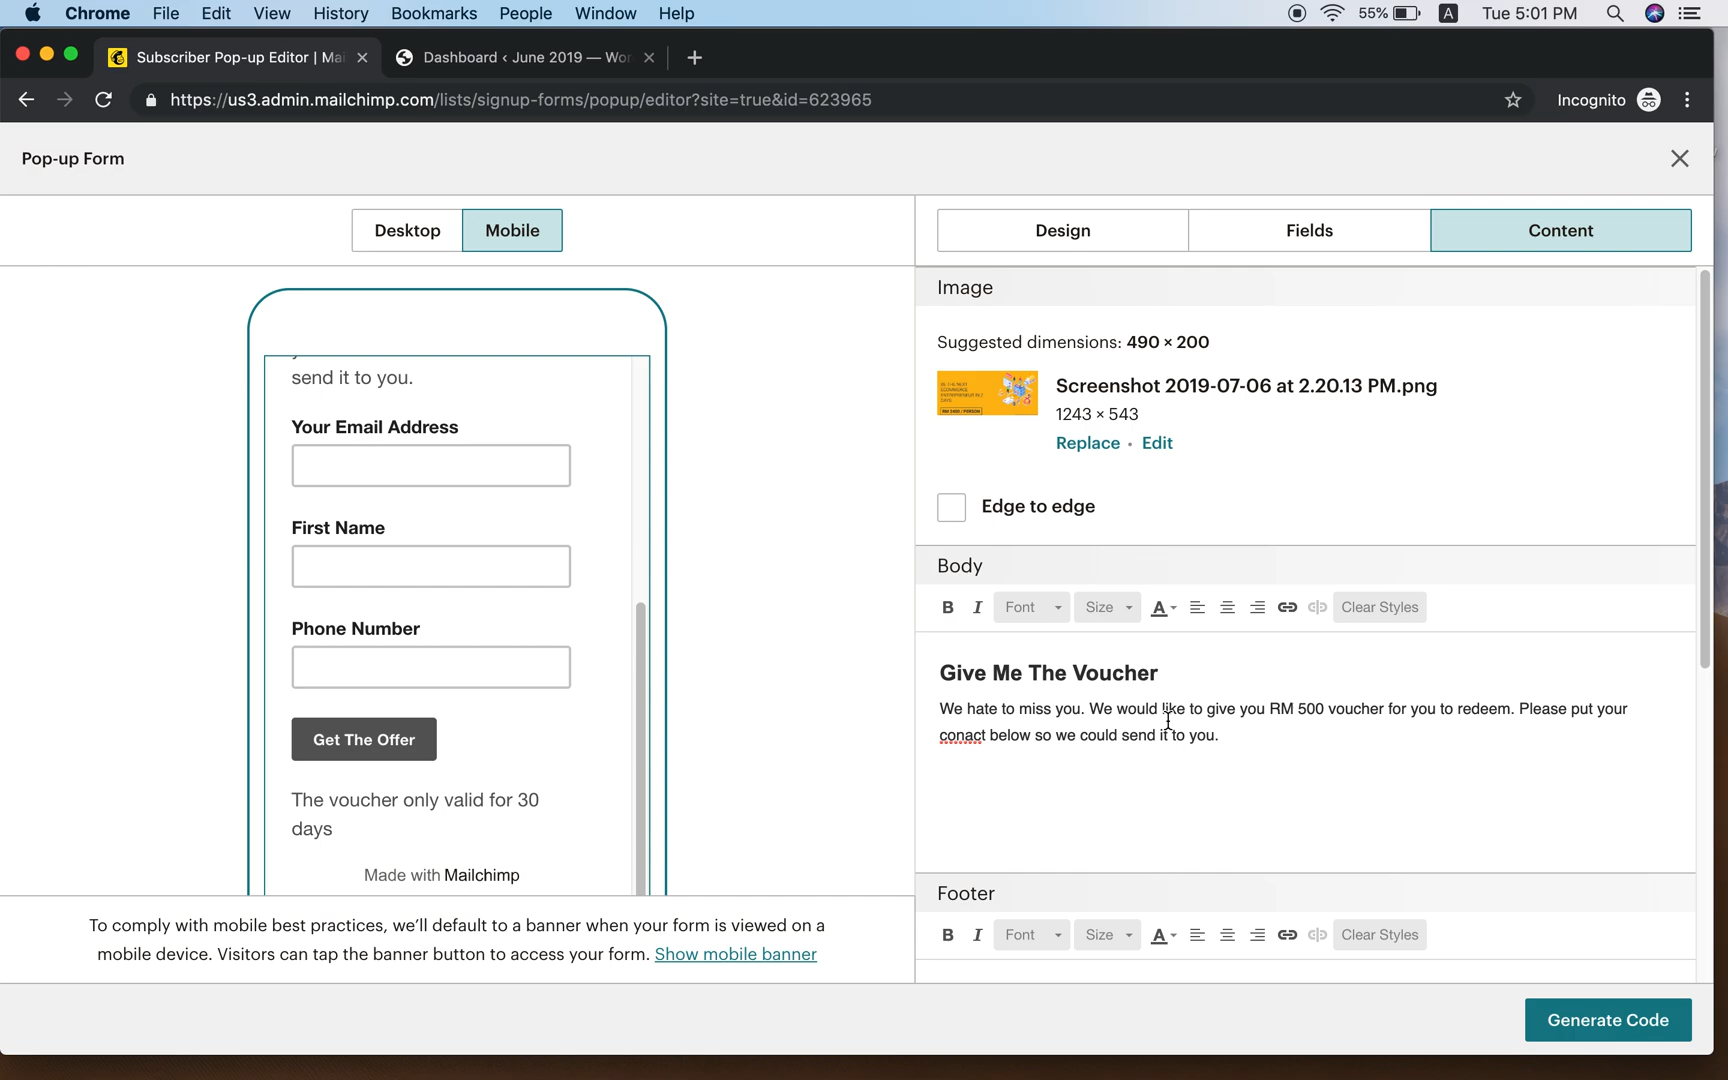 Chrome File Edit View History Bookmarks People Window Help 55% A Tue 5:01 PM
Subscriber Pop-up Editor | Mai
Dashboard ‹ June 2019 — Wor
https://us3.admin.mailchimp.com/lists/signup-forms/popup/editor?site=true&id=623965
Incognito
Pop-up Form
Desktop Mobile
Design Fields Content
send it to you.
Your Email Address
First Name
Phone Number
Get The Offer
The voucher only valid for 30
days
Made with Mailchimp
To comply with mobile best practices, we'll default to a banner when your form is viewed on a
mobile device. Visitors can tap the banner button to access your form. Show mobile banner
Image
Suggested dimensions: 490 × 200
Screenshot 2019-07-06 at 2.20.13 PM.png
1243 × 543
Replace • Edit
Edge to edge
Body
B I Font Size A Clear Styles
Give Me The Voucher
We hate to miss you. We would like to give you RM 500 voucher for you to redeem. Please put your
conact below so we could send it to you.
Footer
B I Font Size A Clear Styles
Generate Code